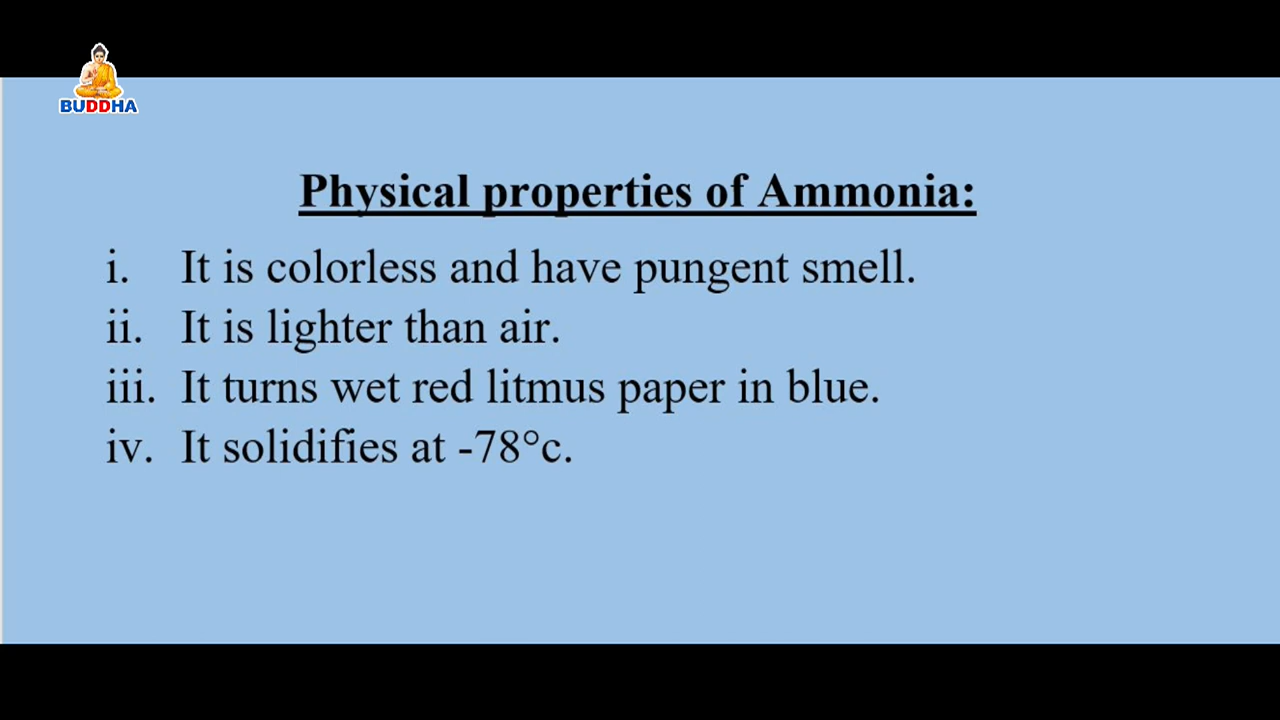 BUDDHA
Physical properties of Ammonia:
i. It is colorless and have pungent smell.
ii. It is lighter than air.
iii. It turns wet red litmus paper in blue.
iv. It solidifies at -78°c.